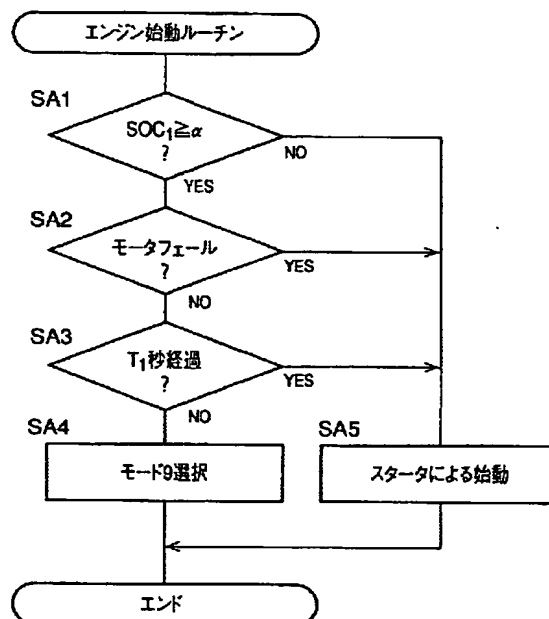 エンジン始動ルーチン
SA1
SOC₁≧α
?
NO
YES
SA2
モータフェール
?
YES
NO
SA3
T₁秒経過
?
YES
NO
SA4
モード9選択
SA5
スタータによる始動
エンド